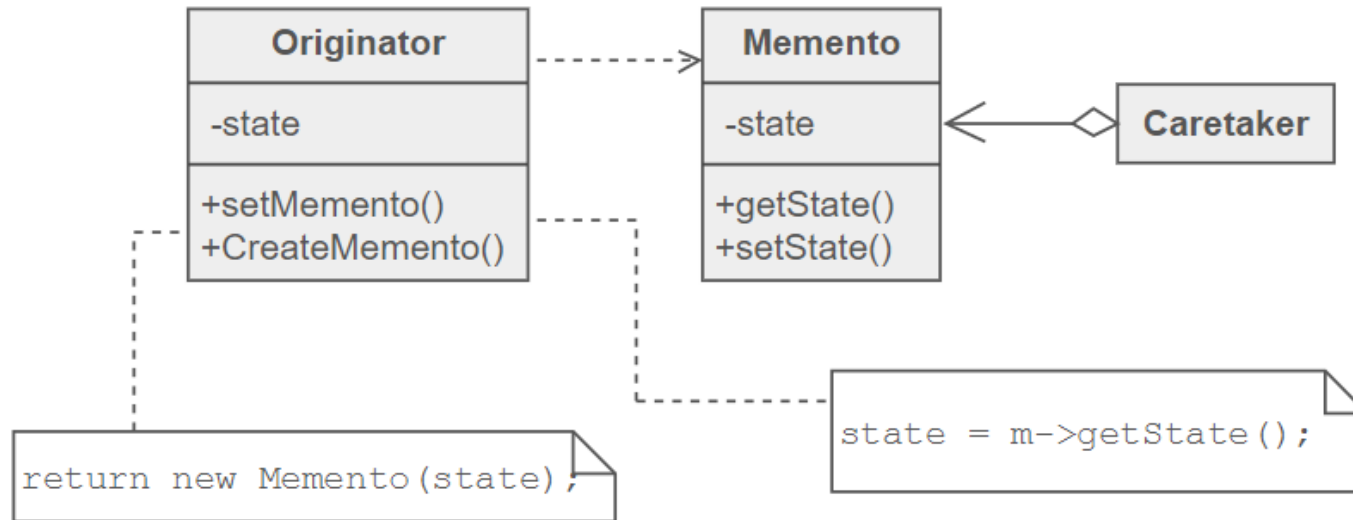 Originator
-state
+setMemento()
+CreateMemento()
Memento
-state
+getState()
+setState()
Caretaker
return new Memento(state);
state = m->getState();